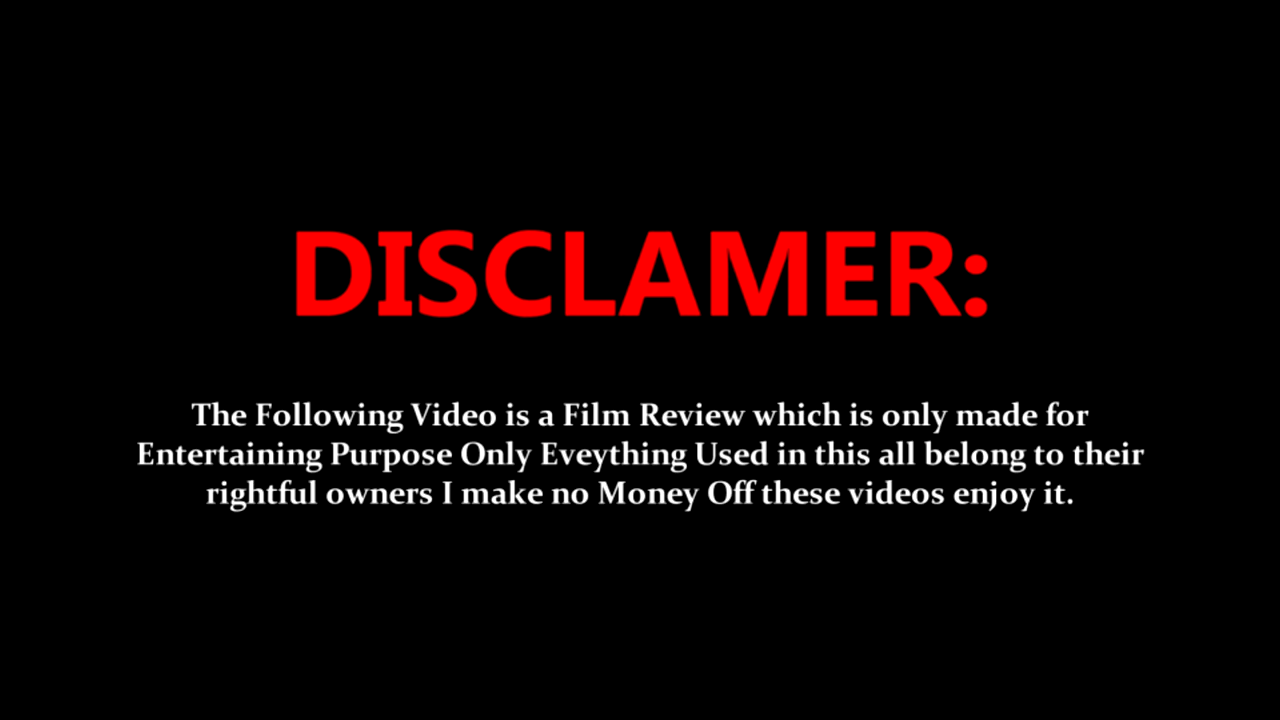 DISCLAMER:
The Following Video is a Film Review which is only made for
Entertaining Purpose Only Eveything Used in this all belong to their
rightful owners I make no Money Off these videos enjoy it.